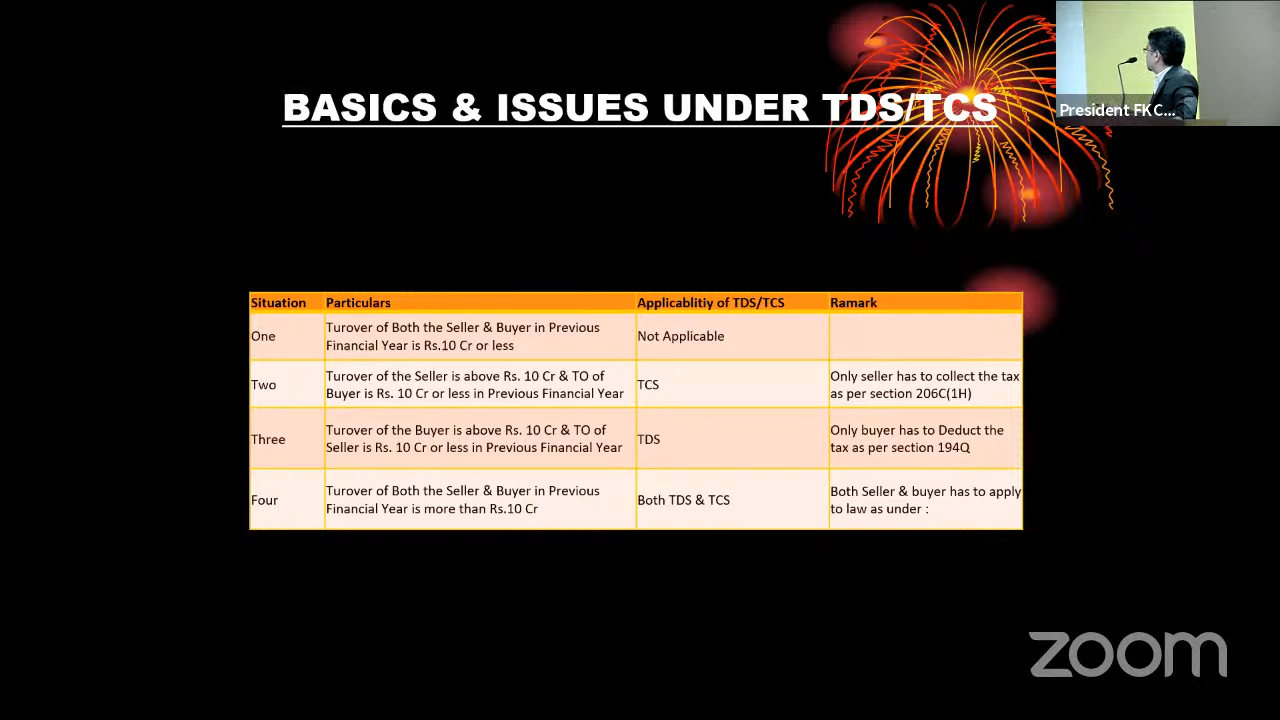 BASICS & ISSUES UNDER TDS/TCS
President FKC...
Situation Particulars Applicablitiy of TDS/TCS Ramark
One Turover of Both the Seller & Buyer in Previous Financial Year is Rs.10 Cr or less Not Applicable
Two Turover of the Seller is above Rs. 10 Cr & TO of Buyer is Rs. 10 Cr or less in Previous Financial Year TCS Only seller has to collect the tax as per section 206C(1H)
Three Turover of the Buyer is above Rs. 10 Cr & TO of Seller is Rs. 10 Cr or less in Previous Financial Year TDS Only buyer has to Deduct the tax as per section 194Q
Four Turover of Both the Seller & Buyer in Previous Financial Year is more than Rs.10 Cr Both TDS & TCS Both Seller & buyer has to apply to law as under :
zoom